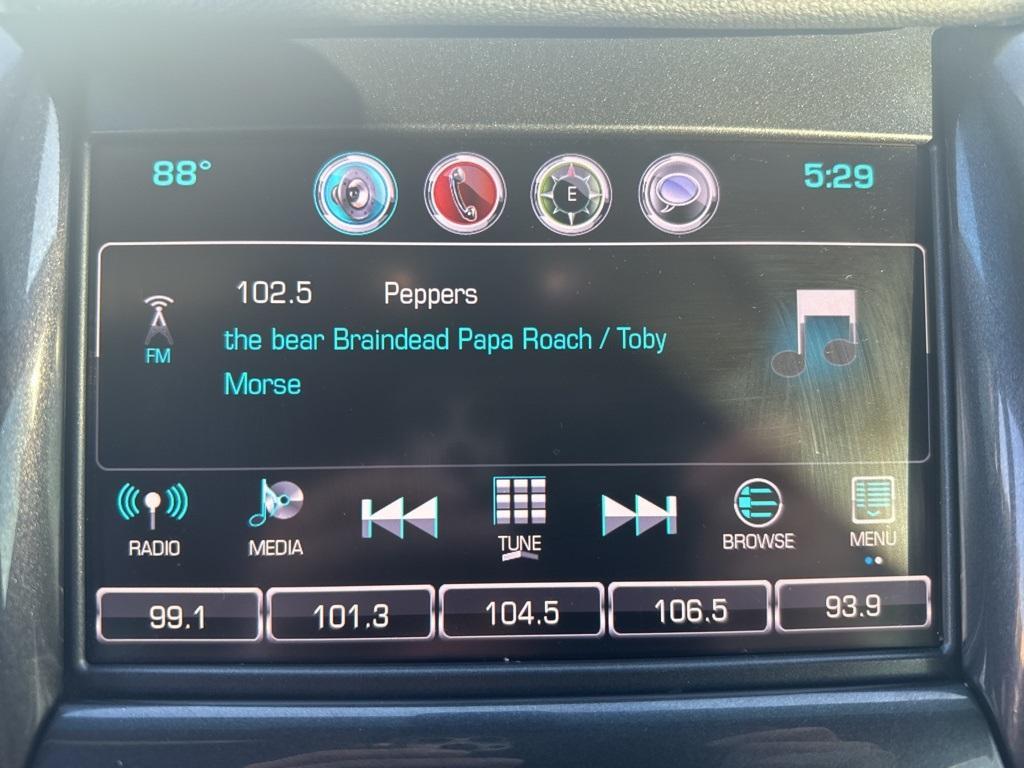 88° E 5:29
102.5 Peppers
FM
the bear Braindead Papa Roach / Toby
Morse
RADIO MEDIA TUNE BROWSE MENU
99.1 101.3 104.5 106.5 93.9